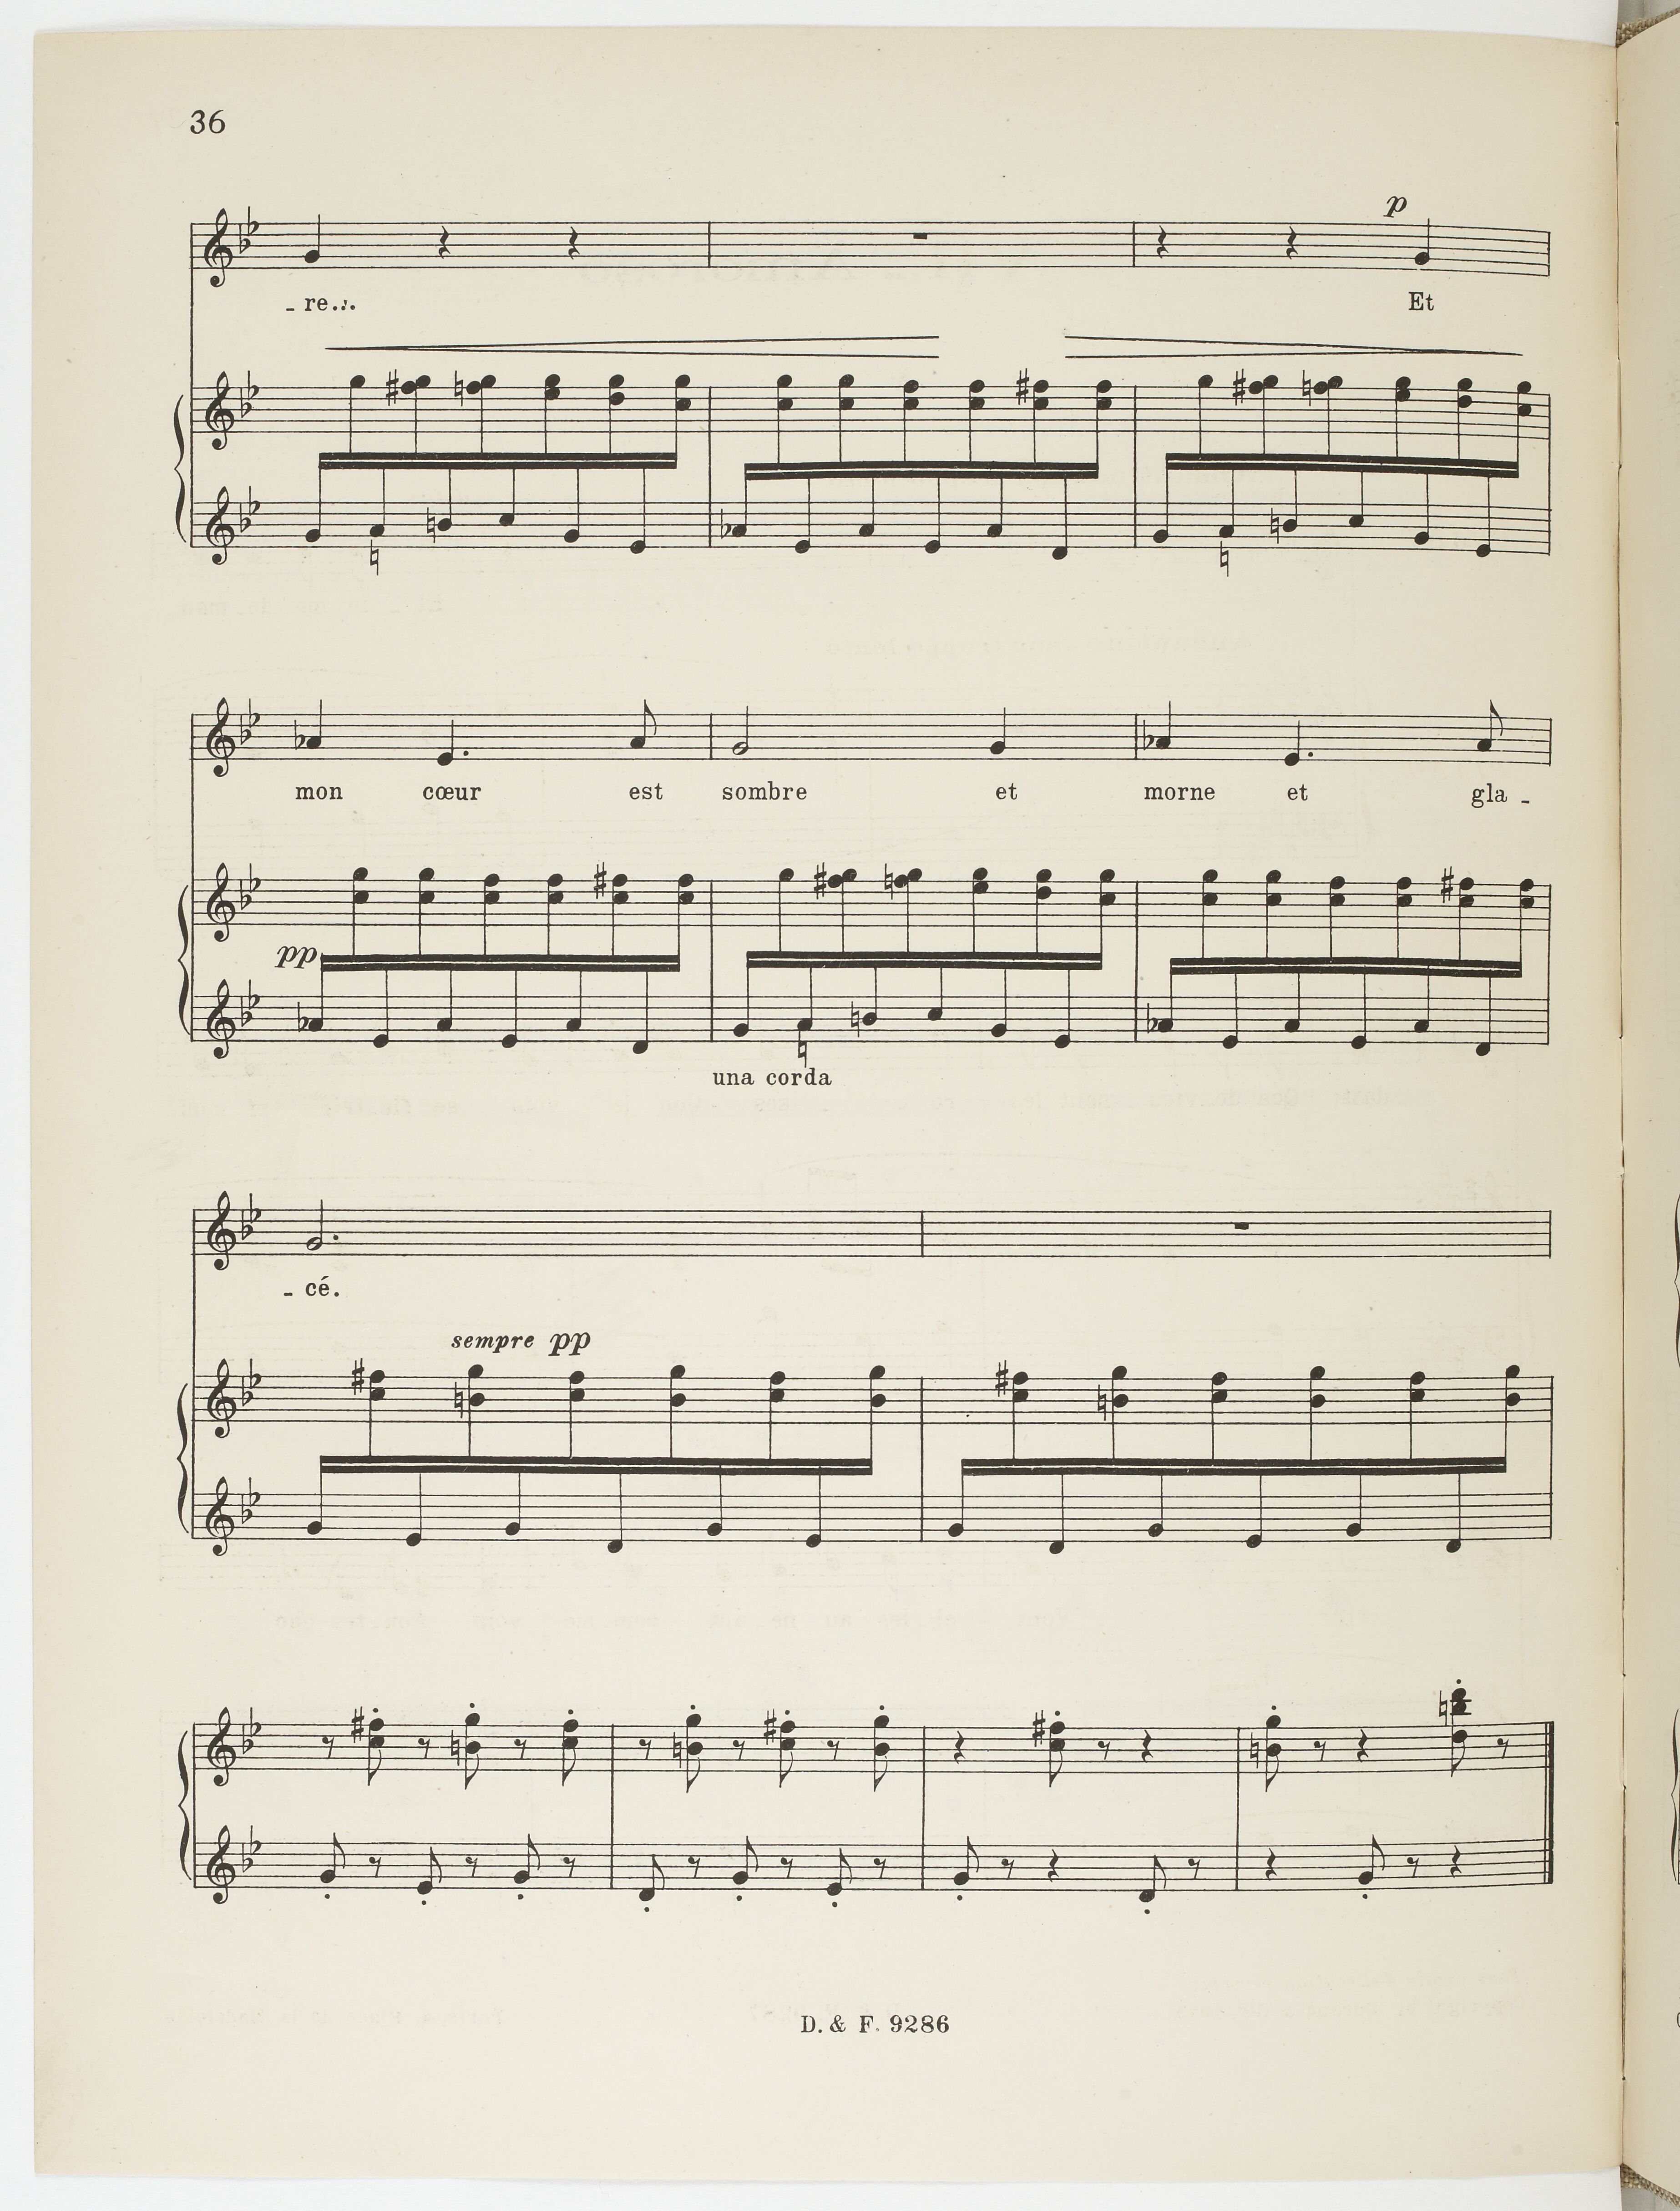 36
p
- re...
Et
mon cœur est sombre et morne et gla -
pp
una corda
- cé.
sempre pp
D. & F. 9286